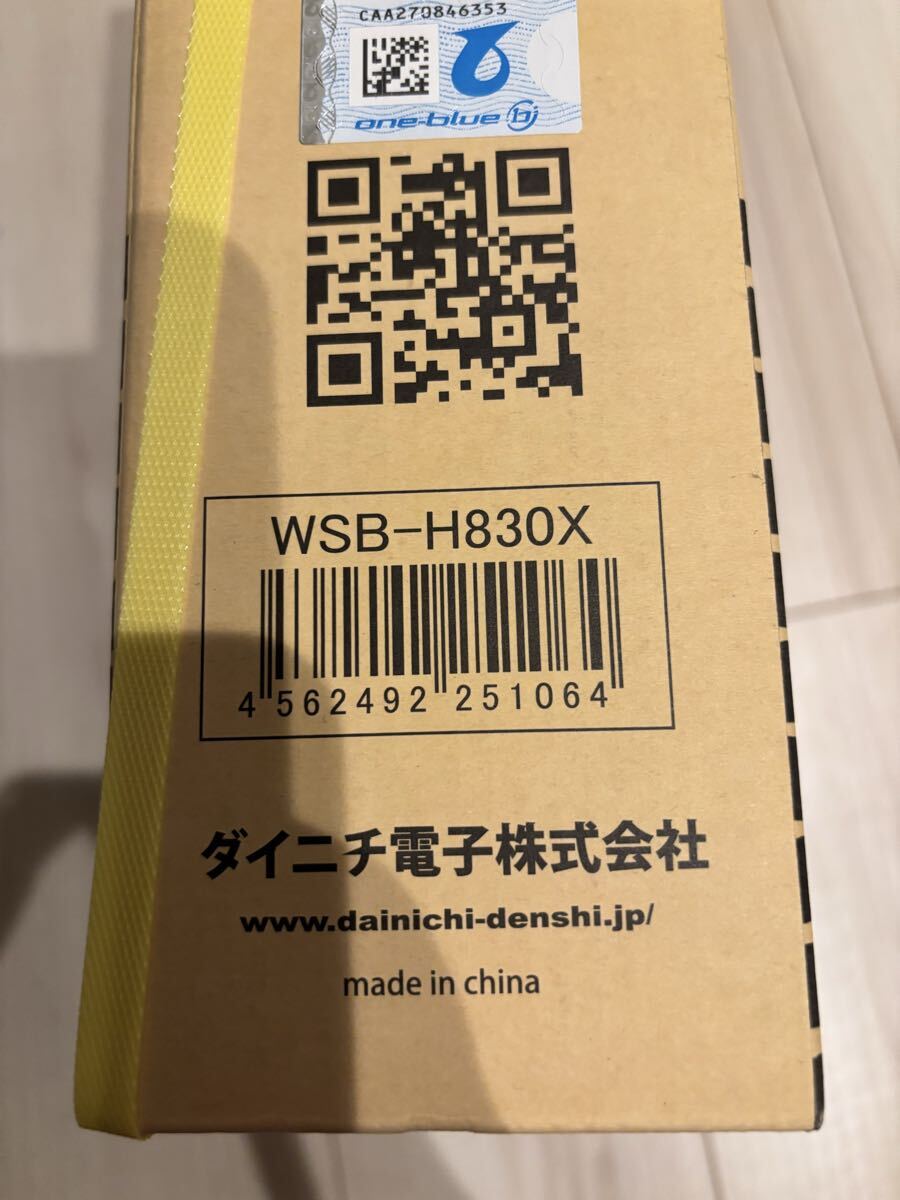 CAA270846353
one-blue
WSB-H830X
4 562492 251064
ダイニチ電子株式会社
www.dainichi-denshi.jp/
made in china